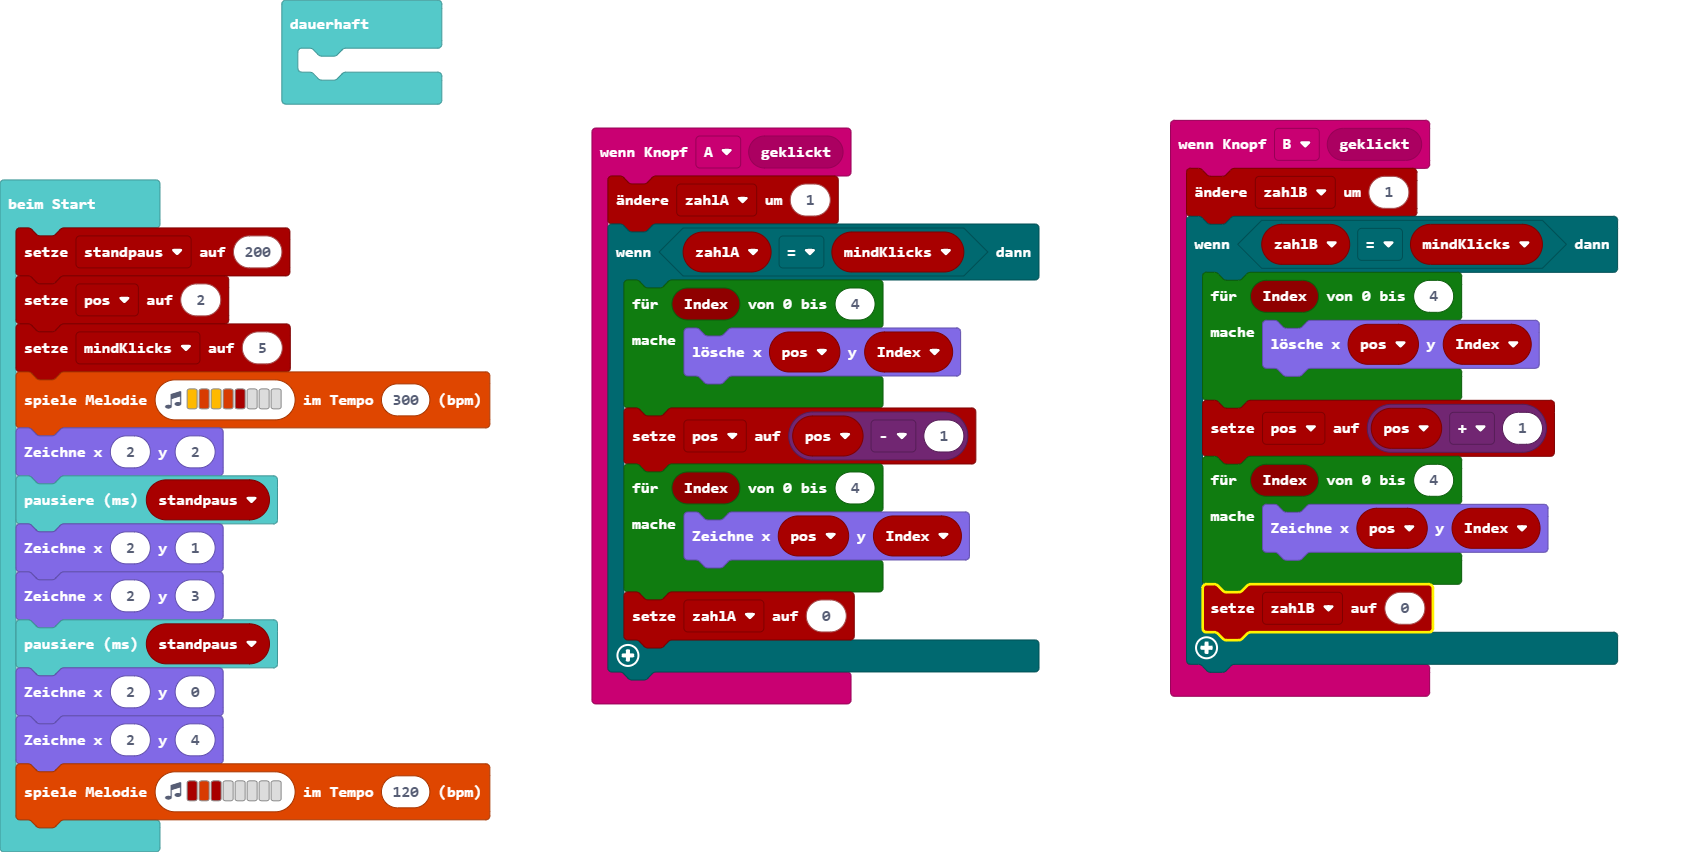 dauerhaft
beim Start
setze standpaus auf 200
setze pos auf 2
setze mindKlicks auf 5
spiele Melodie im Tempo 300 (bpm)
Zeichne x 2 y 2
pausiere (ms) standpaus
Zeichne x 2 y 1
Zeichne x 2 y 3
pausiere (ms) standpaus
Zeichne x 2 y 0
Zeichne x 2 y 4
spiele Melodie im Tempo 120 (bpm)
wenn Knopf A geklickt
ändere zahlA um 1
wenn zahlA = mindKlicks dann
für Index von 0 bis 4
mache lösche x pos y Index
setze pos auf pos - 1
für Index von 0 bis 4
mache Zeichne x pos y Index
setze zahlA auf 0
wenn Knopf B geklickt
ändere zahlB um 1
wenn zahlB = mindKlicks dann
für Index von 0 bis 4
mache lösche x pos y Index
setze pos auf pos + 1
für Index von 0 bis 4
mache Zeichne x pos y Index
setze zahlB auf 0